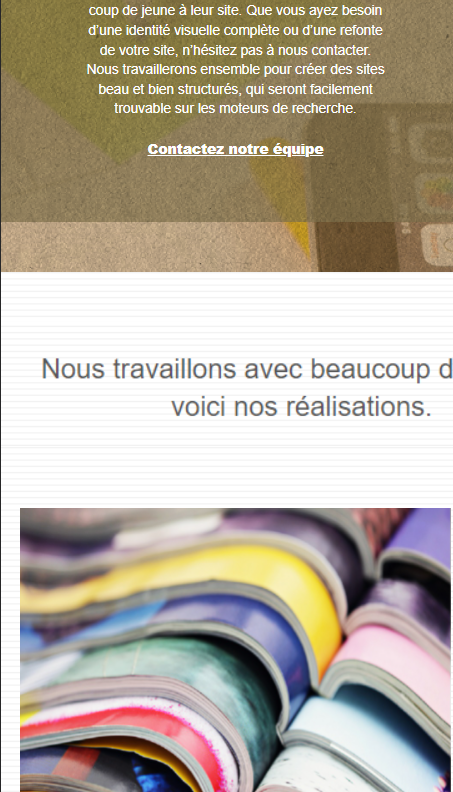 coup de jeune à leur site. Que vous ayez besoin
d'une identité visuelle complète ou d'une refonte
de votre site, n'hésitez pas à nous contacter.
Nous travaillerons ensemble pour créer des sites
beau et bien structurés, qui seront facilement
trouvable sur les moteurs de recherche.
Contactez notre équipe
Nous travaillons avec beaucoup d
voici nos réalisations.